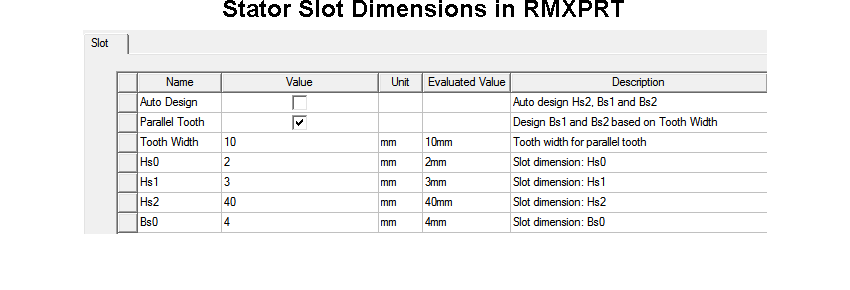 Stator Slot Dimensions in RMXPRT
Slot
Name Value Unit Evaluated Value Description
Auto Design Auto design Hs2, Bs1 and Bs2
Parallel Tooth Design Bs1 and Bs2 based on Tooth Width
Tooth Width 10 mm 10mm Tooth width for parallel tooth
Hs0 2 mm 2mm Slot dimension: Hs0
Hs1 3 mm 3mm Slot dimension: Hs1
Hs2 40 mm 40mm Slot dimension: Hs2
Bs0 4 mm 4mm Slot dimension: Bs0